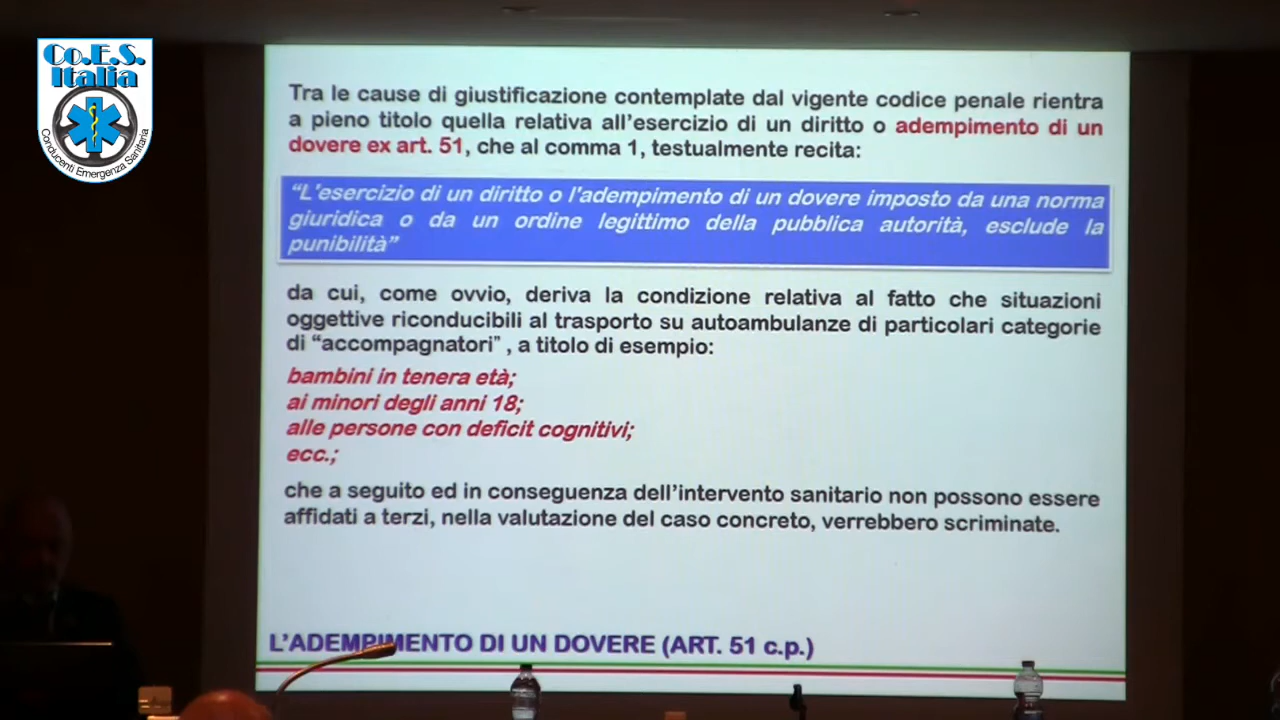 Co.E.S.
Italia
Conducenti Emergenza Sanitaria
Tra le cause di giustificazione contemplate dal vigente codice penale rientra
a pieno titolo quella relativa all'esercizio di un diritto o adempimento di un
dovere ex art. 51, che al comma 1, testualmente recita:
“L'esercizio di un diritto o l'adempimento di un dovere imposto da una norma
giuridica o da un ordine legittimo della pubblica autorità, esclude la
punibilità”
da cui, come ovvio, deriva la condizione relativa al fatto che situazioni
oggettive riconducibili al trasporto su autoambulanze di particolari categorie
di “accompagnatori” , a titolo di esempio:
bambini in tenera età;
ai minori degli anni 18;
alle persone con deficit cognitivi;
ecc.;
che a seguito ed in conseguenza dell'intervento sanitario non possono essere
affidati a terzi, nella valutazione del caso concreto, verrebbero scriminate.
L'ADEMPIMENTO DI UN DOVERE (ART. 51 c.p.)